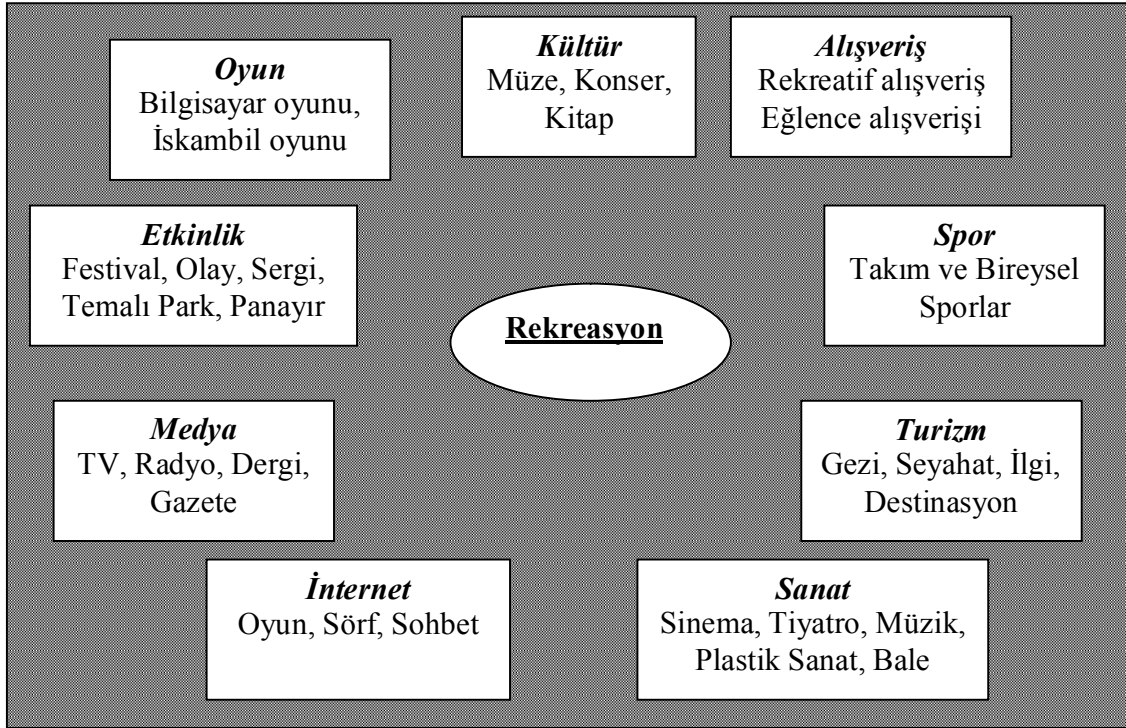 Oyun
Bilgisayar oyunu,
İskambil oyunu
Kültür
Müze, Konser,
Kitap
Alışveriş
Rekreatif alışveriş
Eğlence alışverişi
Etkinlik
Festival, Olay, Sergi,
Temalı Park, Panayır
Rekreasyon
Spor
Takım ve Bireysel
Sporlar
Medya
TV, Radyo, Dergi,
Gazete
Turizm
Gezi, Seyahat, İlgi,
Destinasyon
İnternet
Oyun, Sörf, Sohbet
Sanat
Sinema, Tiyatro, Müzik,
Plastik Sanat, Bale